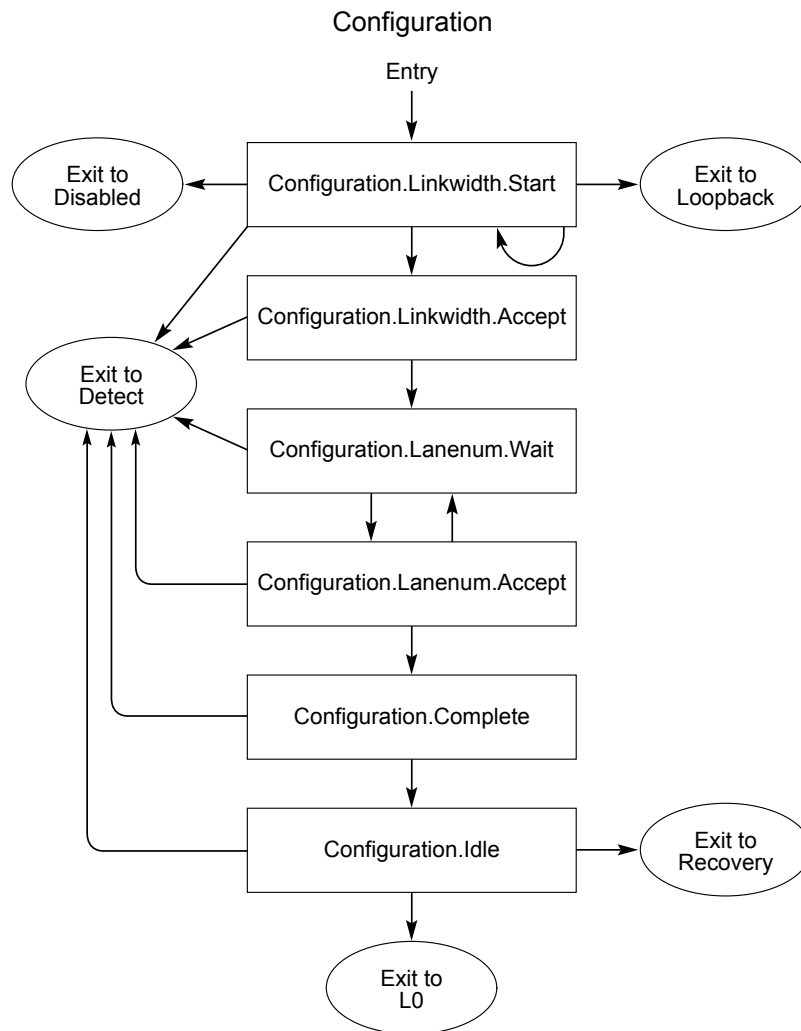 Configuration
Entry
Exit to
Disabled
Configuration.Linkwidth.Start
Exit to
Loopback
Configuration.Linkwidth.Accept
Exit to
Detect
Configuration.Lanenum.Wait
Configuration.Lanenum.Accept
Configuration.Complete
Configuration.Idle
Exit to
Recovery
Exit to
L0